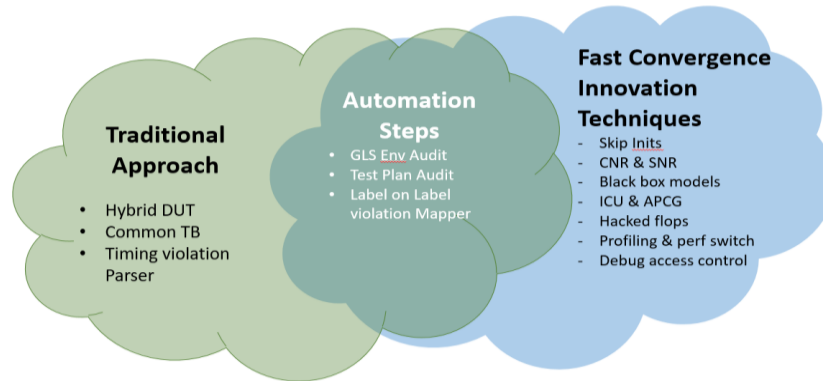 Traditional
Approach
• Hybrid DUT
• Common TB
• Timing violation
Parser
Automation
Steps
• GLS Env Audit
• Test Plan Audit
• Label on Label
violation Mapper
Fast Convergence
Innovation
Techniques
- Skip Inits
- CNR & SNR
- Black box models
- ICU & APCG
- Hacked flops
- Profiling & perf switch
- Debug access control